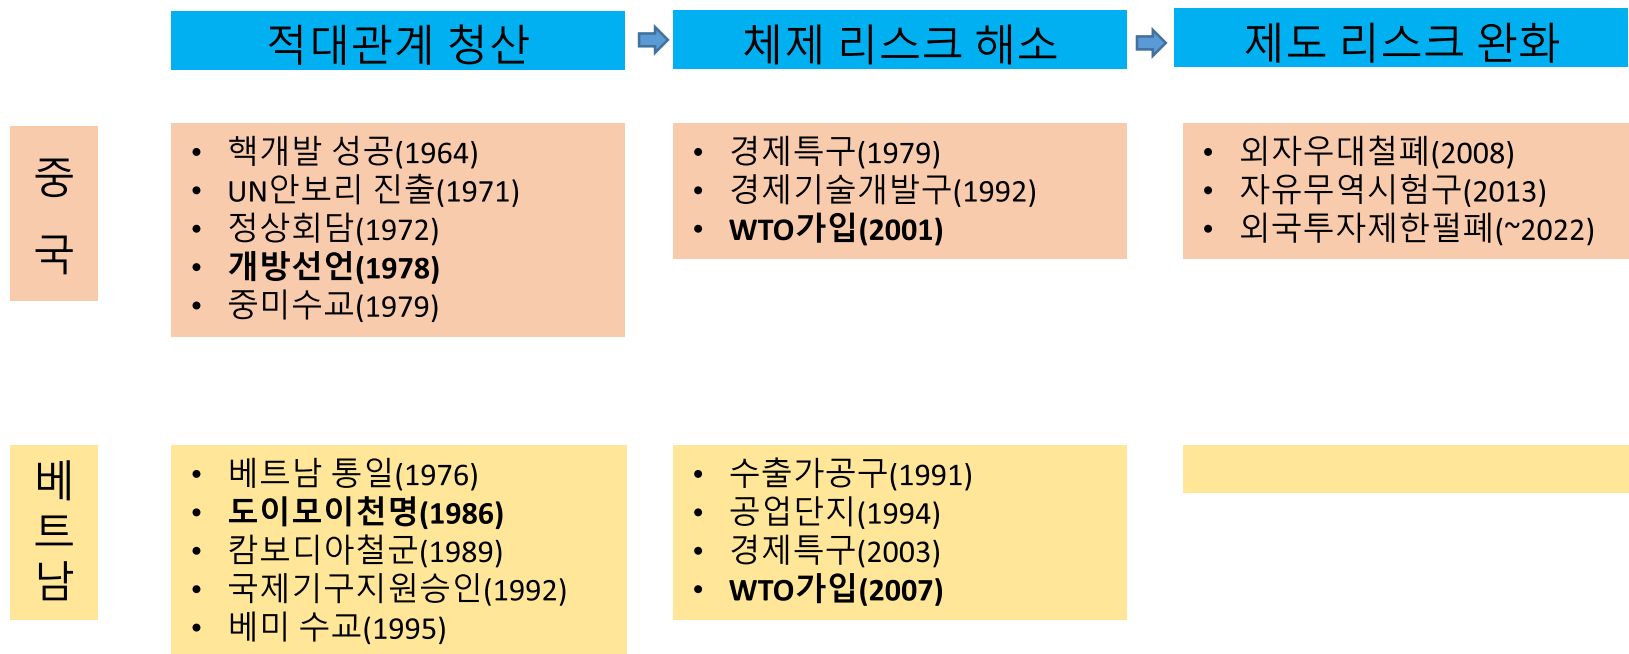 적대관계 청산
체제 리스크 해소
제도 리스크 완화
중
국
• 핵개발 성공(1964)
• UN안보리 진출(1971)
• 정상회담(1972)
• 개방선언(1978)
• 중미수교(1979)
• 경제특구(1979)
• 경제기술개발구(1992)
• WTO가입(2001)
• 외자우대철폐(2008)
• 자유무역시험구(2013)
• 외국투자제한펄폐(~2022)
베
트
남
• 베트남 통일(1976)
• 도이모이천명(1986)
• 캄보디아철군(1989)
• 국제기구지원승인(1992)
• 베미 수교(1995)
• 수출가공구(1991)
• 공업단지(1994)
• 경제특구(2003)
• WTO가입(2007)